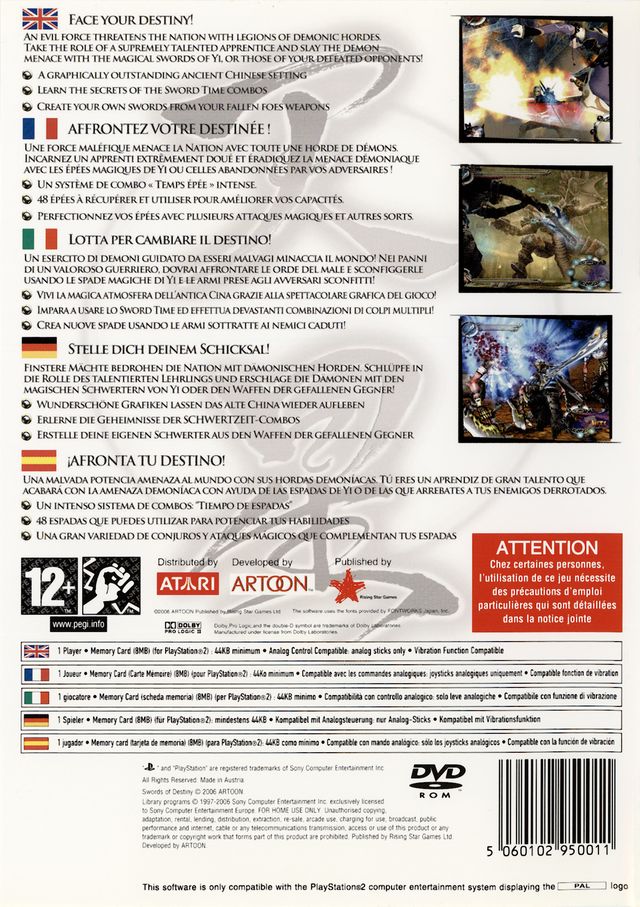 FACE YOUR DESTINY!
AN EVIL FORCE THREATENS THE NATION WITH LEGIONS OF DEMONIC HORDES.
TAKE THE ROLE OF A SUPREMELY TALENTED APPRENTICE AND SLAY THE DEMON
MENACE WITH THE MAGICAL SWORDS OF YI, OR THOSE OF YOUR DEFEATED OPPONENTS!
A GRAPHICALLY OUTSTANDING ANCIENT CHINESE SETTING
LEARN THE SECRETS OF THE SWORD TIME COMBOS
CREATE YOUR OWN SWORDS FROM YOUR FALLEN FOES WEAPONS
AFFRONTEZ VOTRE DESTINÉE !
UNE FORCE MALÉFIQUE MENACE LA NATION AVEC TOUTE UNE HORDE DE DÉMONS.
INCARNEZ UN APPRENTI EXTRÊMEMENT DOUÉ ET ÉRADIQUEZ LA MENACE DÉMONIAQUE
AVEC LES ÉPÉES MAGIQUES DE YI OU CELLES ABANDONNÉES PAR VOS ADVERSAIRES !
UN SYSTÈME DE COMBO « TEMPS ÉPÉE » INTENSE.
48 ÉPÉES À RÉCUPÉRER ET UTILISER POUR AMÉLIORER VOS CAPACITÉS.
PERFECTIONNEZ VOS ÉPÉES AVEC PLUSIEURS ATTAQUES MAGIQUES ET AUTRES SORTS.
LOTTA PER CAMBIARE IL DESTINO!
UN ESERCITO DI DEMONI GUIDATO DA ESSERI MALVAGI MINACCIA IL MONDO! NEI PANNI
DI UN VALOROSO GUERRIERO, DOVRAI AFFRONTARE LE ORDE DEL MALE E SCONFIGGERLE
USANDO LE SPADE MAGICHE DI YI E LE ARMI PRESE AGLI AVVERSARI SCONFITTI!
VIVI LA MAGICA ATMOSFERA DELL'ANTICA CINA GRAZIE ALLA SPETTACOLARE GRAFICA DEL GIOCO!
IMPARA A USARE LO SWORD TIME ED EFFETTUA DEVASTANTI COMBINAZIONI DI COLPI MULTIPLI!
CREA NUOVE SPADE USANDO LE ARMI SOTTRATTE AI NEMICI CADUTI!
STELLE DICH DEINEM SCHICKSAL!
FINSTERE MÄCHTE BEDROHEN DIE NATION MIT DÄMONISCHEN HORDEN. SCHLÜPFE IN
DIE ROLLE DES TALENTIERTEN LEHRLINGS UND ERSCHLAGE DIE DÄMONEN MIT DEN
MAGISCHEN SCHWERTERN VON YI ODER DEN WAFFEN DER GEFALLENEN GEGNER!
WUNDERSCHÖNE GRAFIKEN LASSEN DAS ALTE CHINA WIEDER AUFLEBEN
ERLERNE DIE GEHEIMNISSE DER SCHWERTZEIT-COMBOS
ERSTELLE DEINE EIGENEN SCHWERTER AUS DEN WAFFEN DER GEFALLENEN GEGNER
¡AFRONTA TU DESTINO!
UNA MALVADA POTENCIA AMENAZA AL MUNDO CON SUS HORDAS DEMONÍACAS. TÚ ERES UN APRENDIZ DE GRAN TALENTO QUE
ACABARÁ CON LA AMENAZA DEMONÍACA CON AYUDA DE LAS ESPADAS DE YI O DE LAS QUE ARREBATES A TUS ENEMIGOS DERROTADOS.
UN INTENSO SISTEMA DE COMBOS: "TIEMPO DE ESPADAS"
48 ESPADAS QUE PUEDES UTILIZAR PARA POTENCIAR TUS HABILIDADES
UNA GRAN VARIEDAD DE CONJUROS Y ATAQUES MÁGICOS QUE COMPLEMENTAN TUS ESPADAS
ATTENTION
Chez certaines personnes,
l'utilisation de ce jeu nécessite
des précautions d'emploi
particulières qui sont détaillées
dans la notice jointe
12+
www.pegi.info
Distributed by Developed by Published by
ATARI ARTOON Rising Star Games
©2006 ARTOON Published by Rising Star Games Ltd. The software uses the fonts provided by FONTWORKS Japan, Inc.
DOLBY PRO LOGIC II Dolby, Pro Logic, and the double-D symbol are trademarks of Dolby Laboratories.
Manufactured under license from Dolby Laboratories.
1 Player • Memory Card (8MB) (for PlayStation®2) : 44KB minimum • Analog Control Compatible: analog sticks only • Vibration Function Compatible
1 Joueur • Memory Card (Carte Mémoire) (8MB) (pour PlayStation®2) : 44Ko minimum • Compatible avec les commandes analogiques: joysticks analogiques uniquement • Compatible fonction de vibration
1 giocatore • Memory Card (scheda memoria) (8MB) (per PlayStation®2) : 44KB minimo • Compatibilità con controllo analogico: solo leve analogiche • Compatibile con funzione di vibrazione
1 Spieler • Memory Card (8MB) (für PlayStation®2): mindestens 44KB • Kompatibel mit Analogsteuerung: nur Analog-Sticks • Kompatibel mit Vibrationsfunktion
1 jugador • Memory card (tarjeta de memoria) (8MB) (para PlayStation®2) : 44KB como mínimo • Compatible con mando analógico: sólo los joysticks analógicos • Compatible con la función de vibración
" " and "PlayStation" are registered trademarks of Sony Computer Entertainment Inc.
All Rights Reserved. Made in Austria
Swords of Destiny © 2006 ARTOON.
Library programs © 1997-2006 Sony Computer Entertainment Inc. exclusively licensed
to Sony Computer Entertainment Europe. FOR HOME USE ONLY. Unauthorised copying,
adaptation, rental, lending, distribution, extraction, re-sale, arcade use, charging for use, broadcast, public
performance and internet, cable or any telecommunications transmission, access or use of this product or any
trademark or copyright work that forms part of this product are prohibited. Published by Rising Star Games Ltd.
Developed by ARTOON.
DVD
ROM
5 060102 950011
This software is only compatible with the PlayStation®2 computer entertainment system displaying the PAL logo